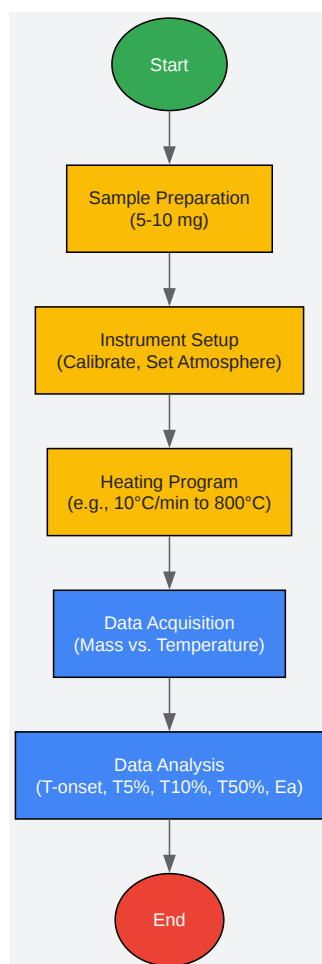 Start
Sample Preparation
(5-10 mg)
Instrument Setup
(Calibrate, Set Atmosphere)
Heating Program
(e.g., 10°C/min to 800°C)
Data Acquisition
(Mass vs. Temperature)
Data Analysis
(T-onset, T5%, T10%, T50%, Ea)
End